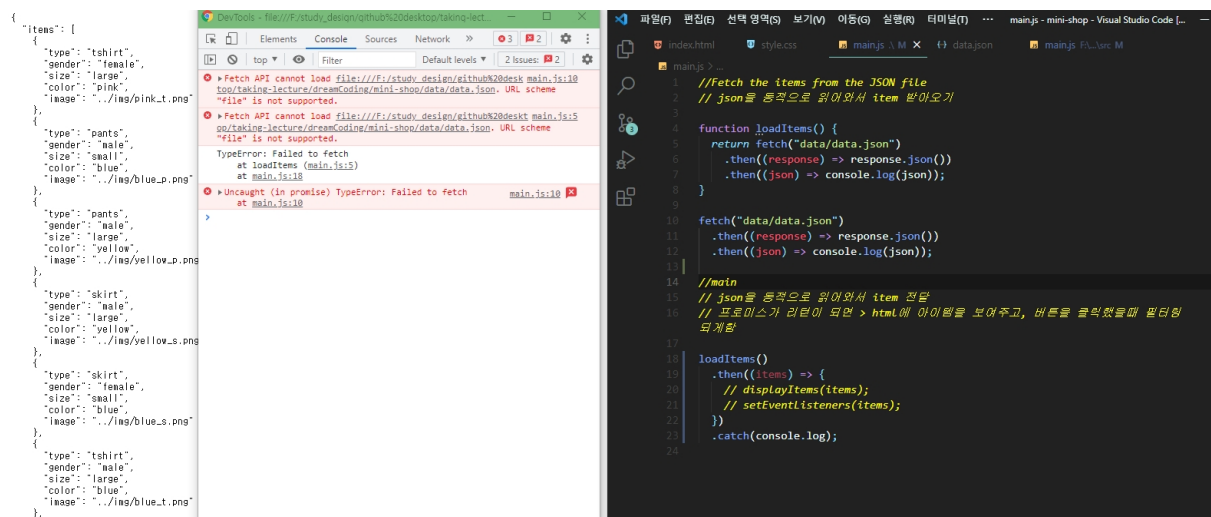 {
"items": [
{
"type": "tshirt",
"gender": "female",
"size": "large",
"color": "pink",
"image": "../img/pink_t.png"
},
{
"type": "pants",
"gender": "male",
"size": "small",
"color": "blue",
"image": "../img/blue_p.png"
},
{
"type": "pants",
"gender": "male",
"size": "large",
"color": "yellow",
"image": "../img/yellow_p.png
},
{
"type": "skirt",
"gender": "male",
"size": "large",
"color": "yellow",
"image": "../img/yellow_s.png
},
{
"type": "skirt",
"gender": "female",
"size": "small",
"color": "blue",
"image": "../img/blue_s.png"
},
{
"type": "tshirt",
"gender": "male",
"size": "large",
"color": "blue",
"image": "../img/blue_t.png"
},
DevTools - file:///F:/study_design/github%20desktop/taking-lect...
Elements Console Sources Network » 3 2
top ▼ Filter Default levels ▼ 2 Issues: 2
Fetch API cannot load file:///F:/study_design/github%20desk main.js:10
top/taking-lecture/dreamCoding/mini-shop/data/data.json. URL scheme
"file" is not supported.
Fetch API cannot load file:///F:/study_design/github%20deskt main.js:5
op/taking-lecture/dreamCoding/mini-shop/data/data.json. URL scheme
"file" is not supported.
TypeError: Failed to fetch
at loadItems (main.js:5)
at main.js:18
Uncaught (in promise) TypeError: Failed to fetch main.js:10
at main.js:10
파일(F) 편집(E) 선택 영역(S) 보기(V) 이동(G) 실행(R) 터미널(T) ··· main.js - mini-shop - Visual Studio Code [...
index.html style.css main.js .\ M data.json main.js F:\...\src M
main.js > ...
1 //Fetch the items from the JSON file
2 // json을 동적으로 읽어와서 item 받아오기
3
4 function loadItems() {
5 return fetch("data/data.json")
6 .then((response) => response.json())
7 .then((json) => console.log(json));
8 }
9
10 fetch("data/data.json")
11 .then((response) => response.json())
12 .then((json) => console.log(json));
13
14 //main
15 // json을 동적으로 읽어와서 item 전달
16 // 프로미스가 리턴이 되면 > html에 아이템을 보여주고, 버튼을 클릭했을때 필터링
되게함
17
18 loadItems()
19 .then((items) => {
20 // displayItems(items);
21 // setEventListeners(items);
22 })
23 .catch(console.log);
24